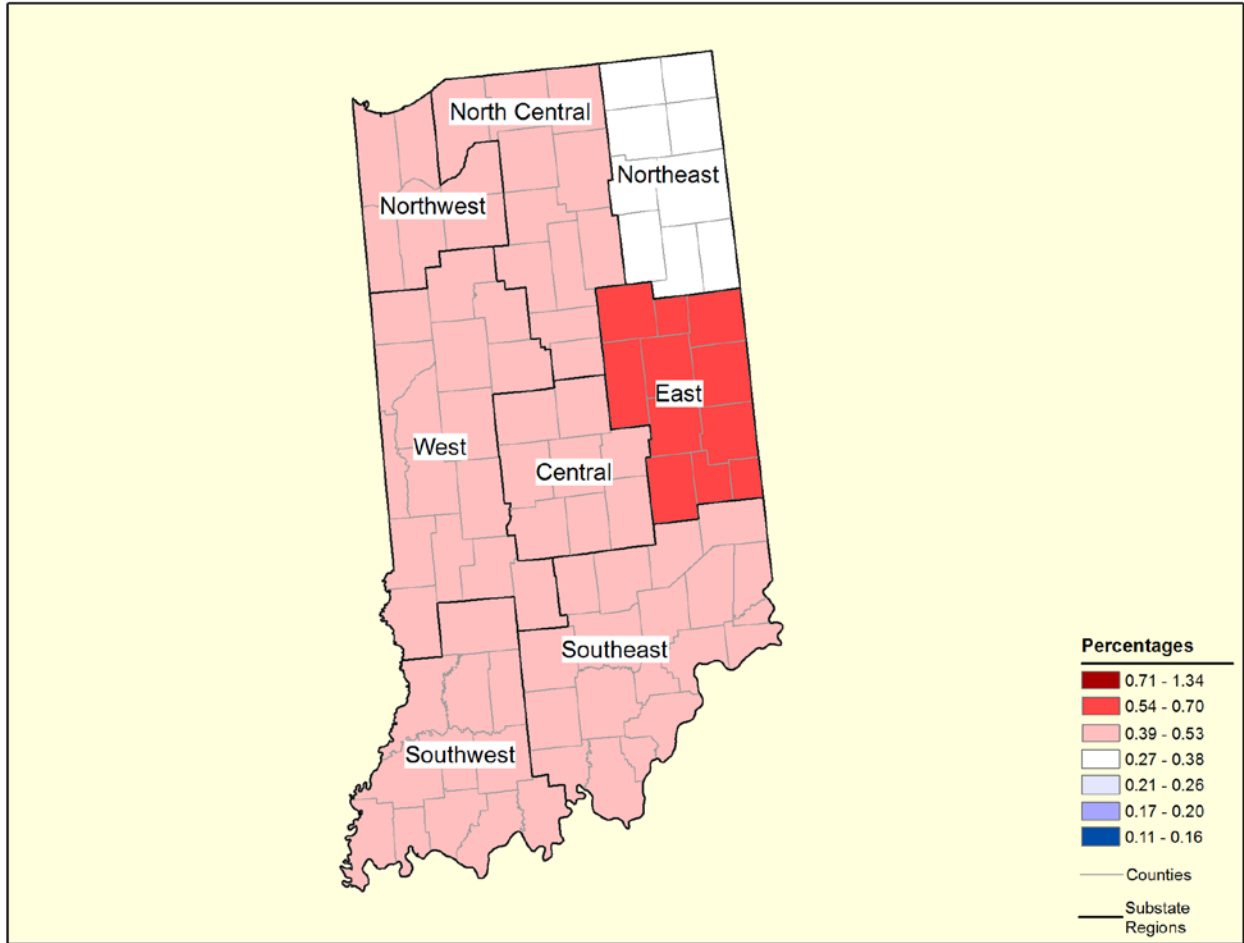 North Central
Northeast
Northwest
East
West
Central
Southeast
Southwest
Percentages
0.71 - 1.34
0.54 - 0.70
0.39 - 0.53
0.27 - 0.38
0.21 - 0.26
0.17 - 0.20
0.11 - 0.16
Counties
Substate
Regions